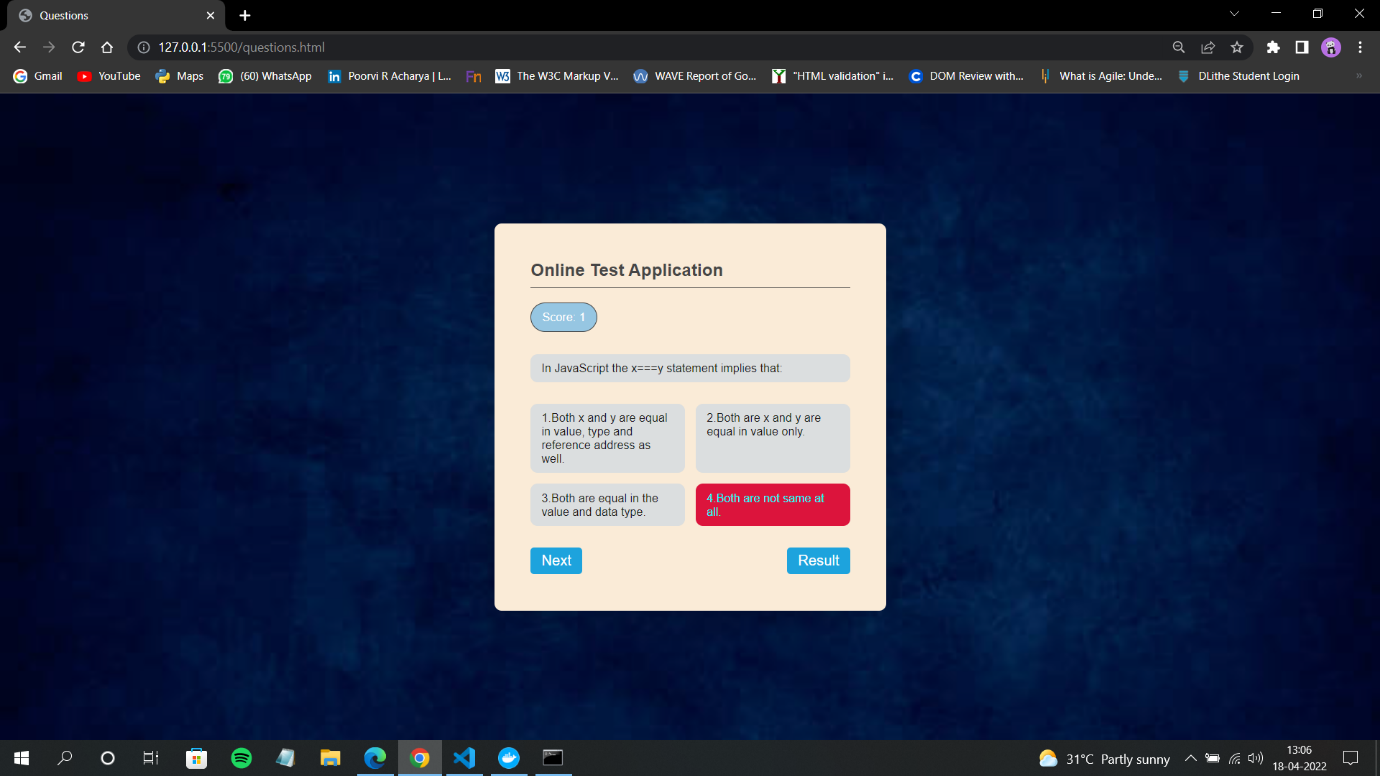 Questions
127.0.0.1:5500/questions.html
Gmail
YouTube
Maps
(60) WhatsApp
Poorvi R Acharya | L...
Fn
The W3C Markup V...
WAVE Report of Go...
"HTML validation" i...
DOM Review with...
What is Agile: Unde...
DLithe Student Login
Online Test Application
Score: 1
In JavaScript the x===y statement implies that:
1.Both x and y are equal
in value, type and
reference address as
well.
2.Both are x and y are
equal in value only.
3.Both are equal in the
value and data type.
4.Both are not same at
all.
Next
Result
31°C Partly sunny
13:06
18-04-2022